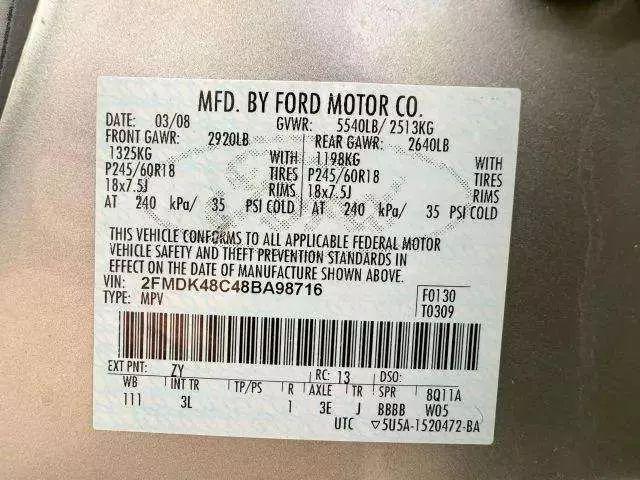 MFD. BY FORD MOTOR CO.
DATE: 03/08 GVWR: 5540LB/ 2513KG
FRONT GAWR: 2920LB REAR GAWR: 2640LB
1325KG WITH 1198KG WITH
P245/60R18 TIRES P245/60R18 TIRES
18x7.5J RIMS 18x7.5J RIMS
AT 240 kPa/ 35 PSI COLD AT 240 kPa/ 35 PSI COLD
THIS VEHICLE CONFORMS TO ALL APPLICABLE FEDERAL MOTOR
VEHICLE SAFETY AND THEFT PREVENTION STANDARDS IN
EFFECT ON THE DATE OF MANUFACTURE SHOWN ABOVE.
VIN: 2FMDK48C48BA98716 F0130
TYPE: MPV T0309
EXT PNT: ZY RC: 13 DSO:
WB INT TR TP/PS R AXLE TR SPR 8Q11A
111 3L 1 3E J BBBB W05
UTC ▽5U5A-1520472-BA